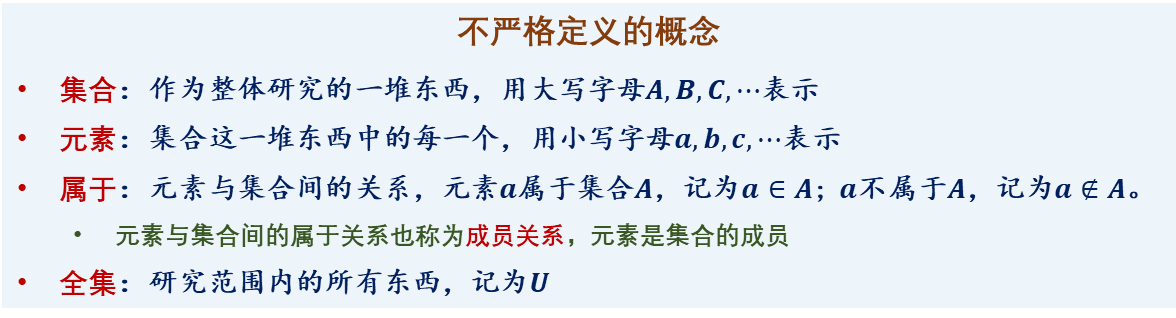 不严格定义的概念
• 集合：作为整体研究的一堆东西，用大写字母A, B, C, ⋯表示
• 元素：集合这一堆东西中的每一个，用小写字母a, b, c, ⋯表示
• 属于：元素与集合间的关系，元素a属于集合A，记为a ∈ A；a不属于A，记为a ∉ A。
• 元素与集合间的属于关系也称为成员关系，元素是集合的成员
• 全集：研究范围内的所有东西，记为U